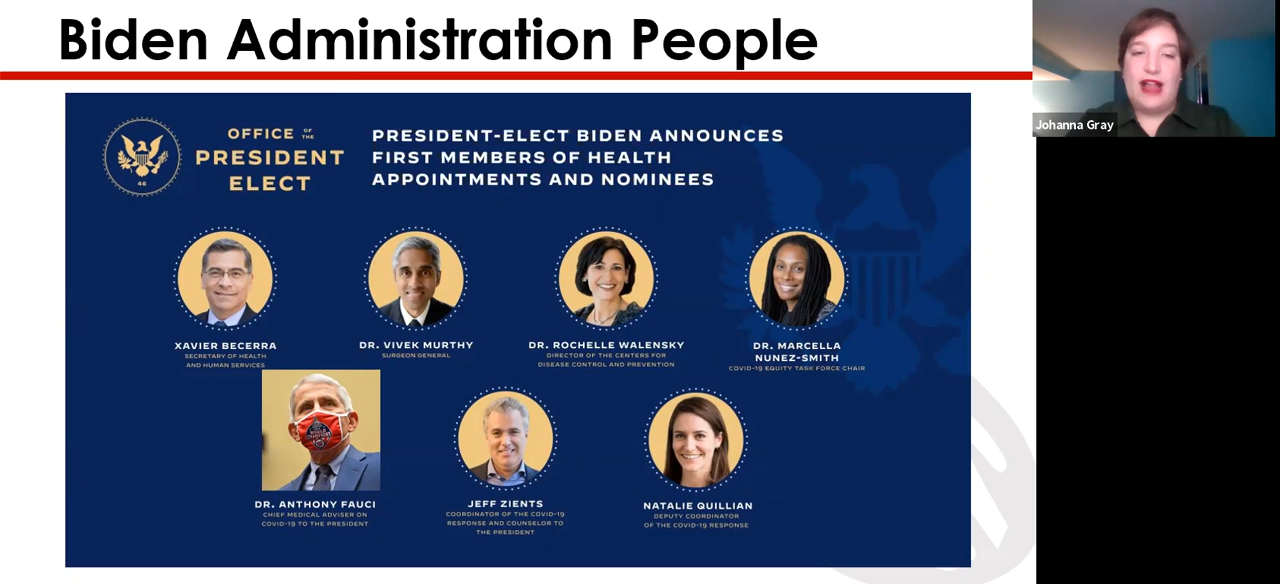 Biden Administration People
Johanna Gray
OFFICE OF THE
PRESIDENT
ELECT
46
PRESIDENT-ELECT BIDEN ANNOUNCES
FIRST MEMBERS OF HEALTH
APPOINTMENTS AND NOMINEES
XAVIER BECERRA
SECRETARY OF HEALTH
AND HUMAN SERVICES
DR. VIVEK MURTHY
SURGEON GENERAL
DR. ROCHELLE WALENSKY
DIRECTOR OF THE CENTERS FOR
DISEASE CONTROL AND PREVENTION
DR. MARCELLA
NUNEZ-SMITH
COVID-19 EQUITY TASK FORCE CHAIR
DR. ANTHONY FAUCI
CHIEF MEDICAL ADVISER ON
COVID-19 TO THE PRESIDENT
JEFF ZIENTS
COORDINATOR OF THE COVID-19
RESPONSE AND COUNSELOR TO
THE PRESIDENT
NATALIE QUILLIAN
DEPUTY COORDINATOR
OF THE COVID-19 RESPONSE